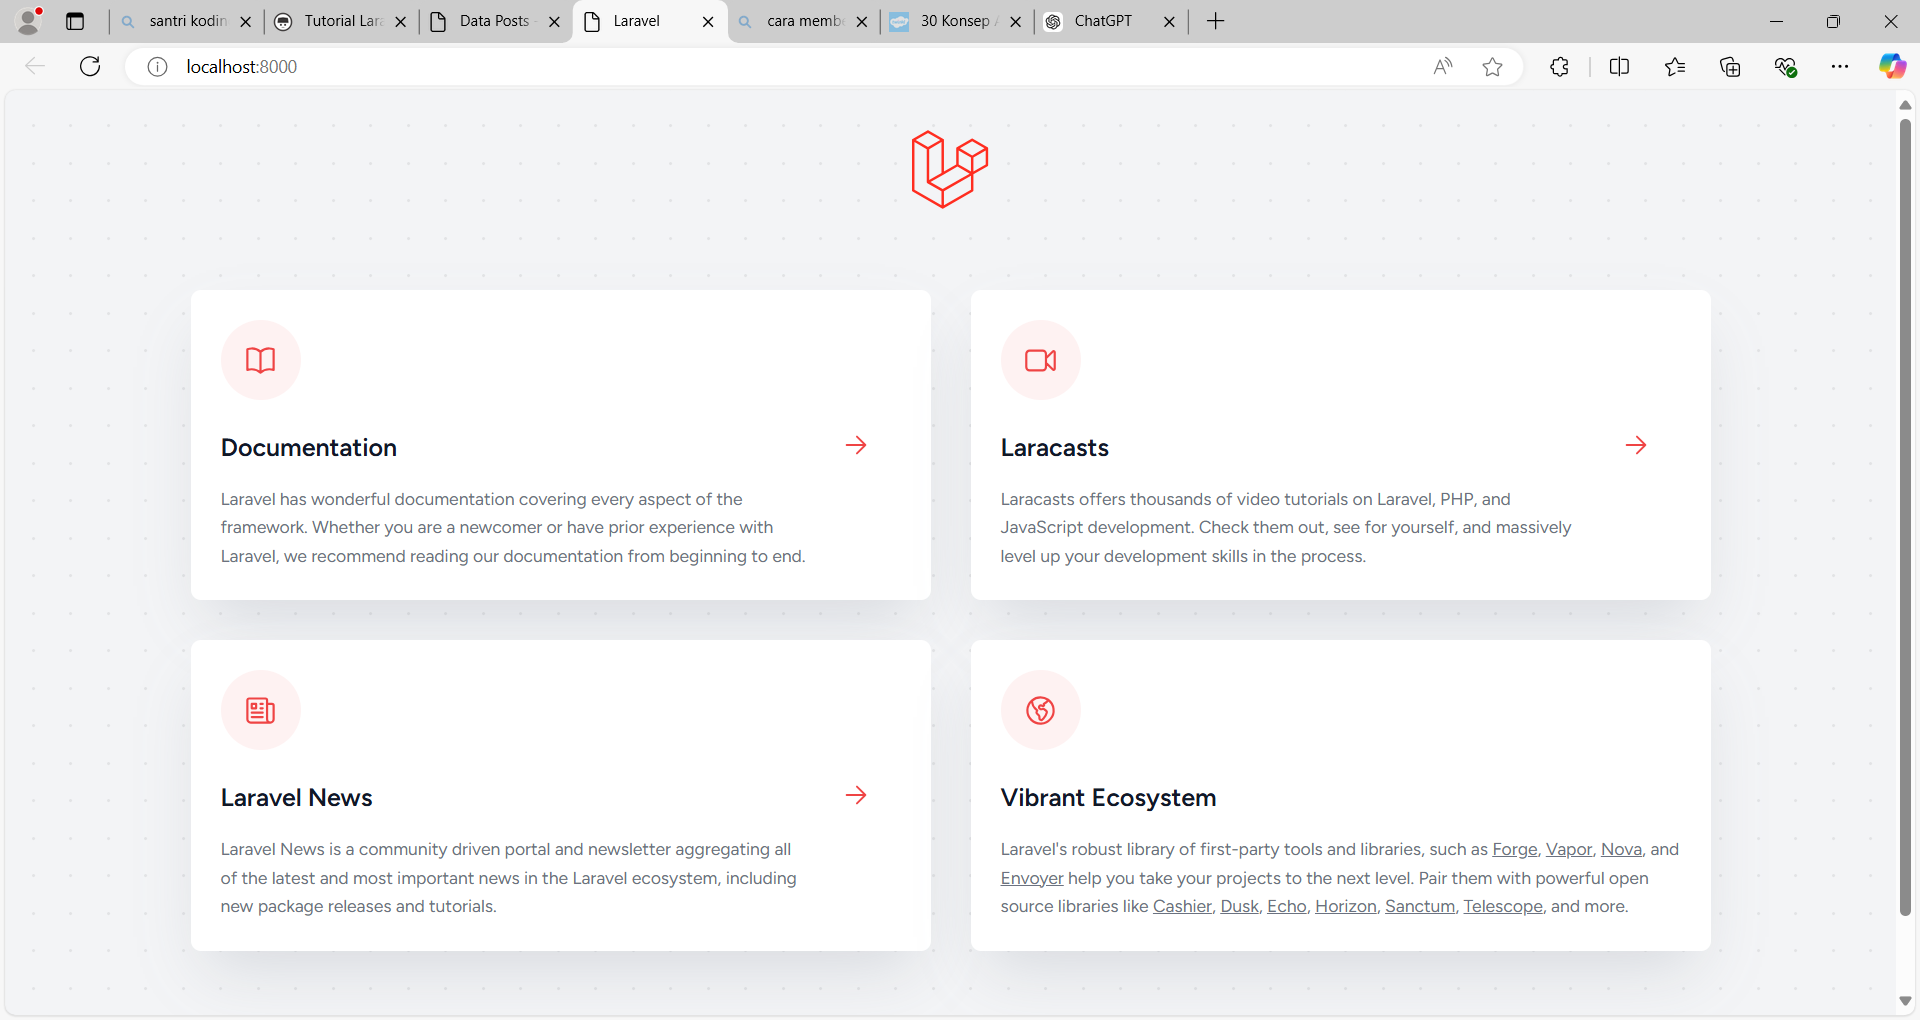 santri kodin
Tutorial Lara
Data Posts -
Laravel
cara membe
30 Konsep A
ChatGPT
localhost:8000
Documentation
Laravel has wonderful documentation covering every aspect of the
framework. Whether you are a newcomer or have prior experience with
Laravel, we recommend reading our documentation from beginning to end.
Laracasts
Laracasts offers thousands of video tutorials on Laravel, PHP, and
JavaScript development. Check them out, see for yourself, and massively
level up your development skills in the process.
Laravel News
Laravel News is a community driven portal and newsletter aggregating all
of the latest and most important news in the Laravel ecosystem, including
new package releases and tutorials.
Vibrant Ecosystem
Laravel's robust library of first-party tools and libraries, such as Forge, Vapor, Nova, and
Envoyer help you take your projects to the next level. Pair them with powerful open
source libraries like Cashier, Dusk, Echo, Horizon, Sanctum, Telescope, and more.